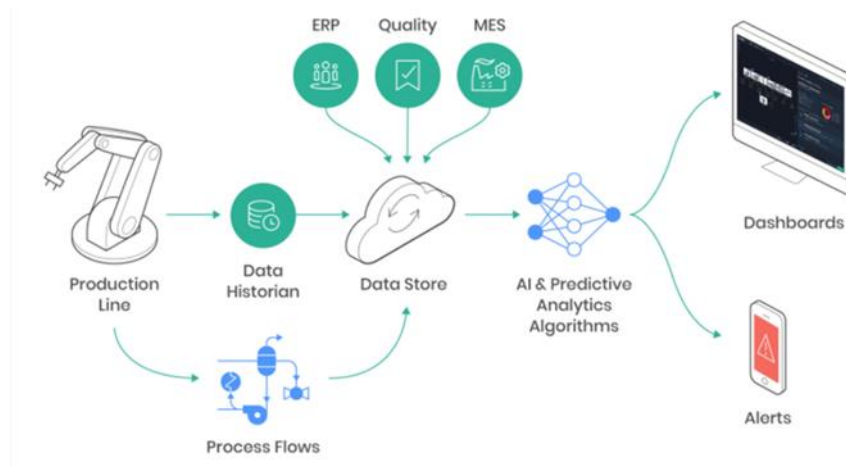 ERP
Quality
MES
Production
Line
Data
Historian
Data Store
AI & Predictive
Analytics
Algorithms
Dashboards
Process Flows
Alerts